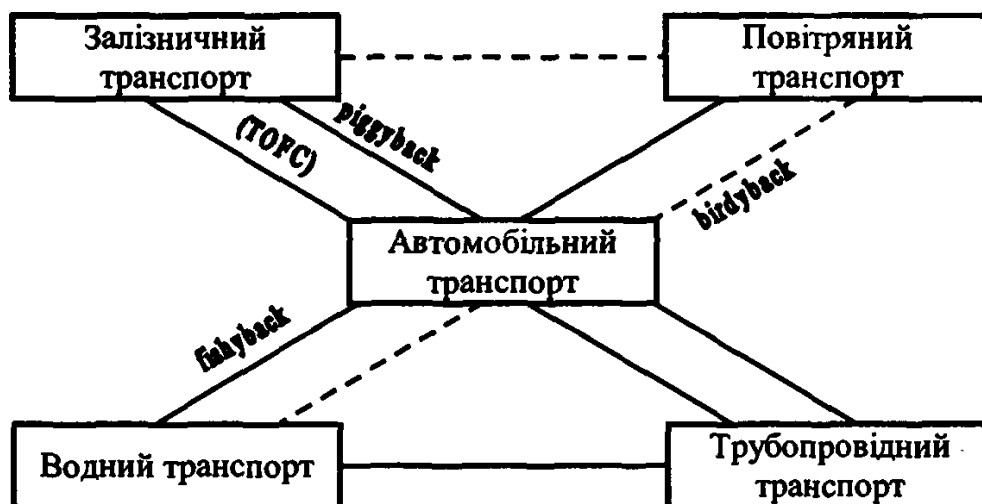 Залізничний
транспорт
Повітряний
транспорт
(TOFC)
piggyback
birdyback
Автомобільний
транспорт
fishyback
Водний транспорт
Трубопровідний
транспорт